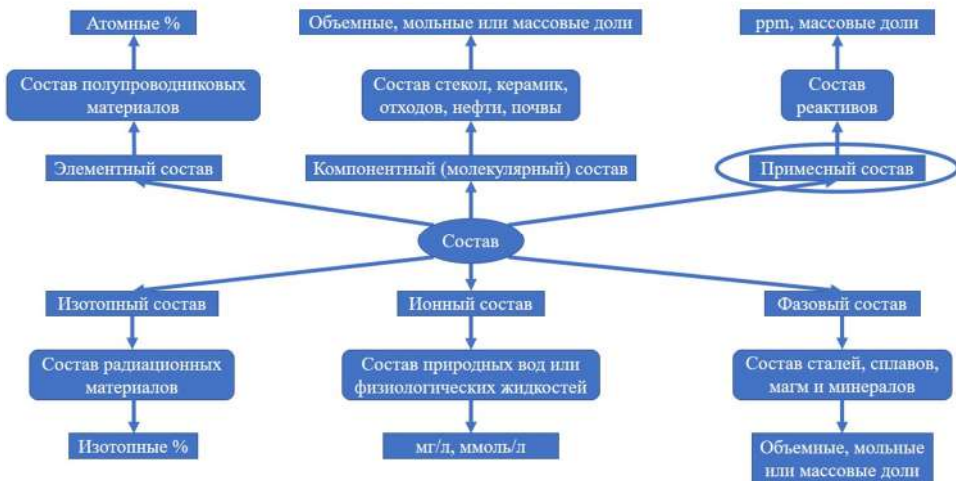 Атомные %
Объемные, мольные или массовые доли
ppm, массовые доли
Состав полупроводниковых
материалов
Состав стекол, керамик,
отходов, нефти, почвы
Состав
реактивов
Элементный состав
Компонентный (молекулярный) состав
Примесный состав
Состав
Изотопный состав
Ионный состав
Фазовый состав
Состав радиационных
материалов
Состав природных вод или
физиологических жидкостей
Состав сталей, сплавов,
магм и минералов
Изотопные %
мг/л, ммоль/л
Объемные, мольные
или массовые доли